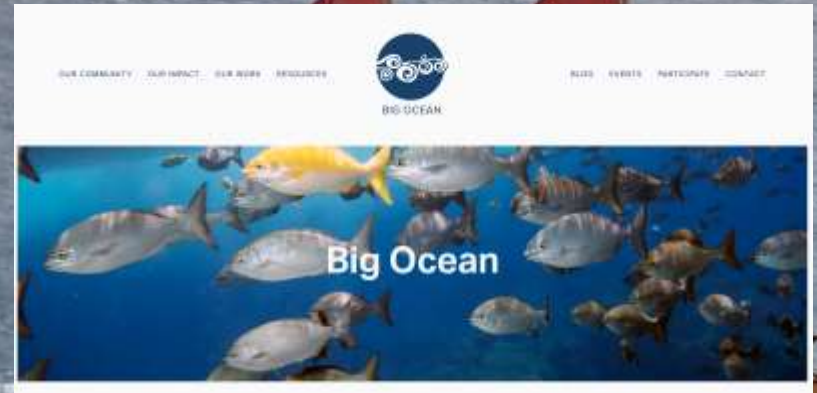 OUR COMMUNITY OUR IMPACT OUR WORK RESOURCES
BIG OCEAN
BLOG EVENTS PARTICIPATE CONTACT
Big Ocean